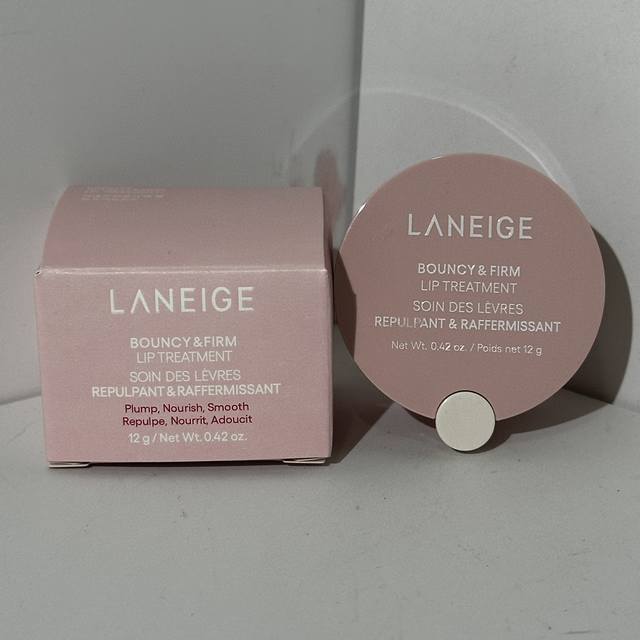 LANEIGE
BOUNCY & FIRM
LIP TREATMENT
SOIN DES LÈVRES
REPULPANT & RAFFERMISSANT
Plump, Nourish, Smooth
Repulpe, Nourrit, Adoucit
12 g / Net Wt. 0.42 oz.
LANEIGE
BOUNCY & FIRM
LIP TREATMENT
SOIN DES LÈVRES
REPULPANT & RAFFERMISSANT
Net Wt. 0.42 oz. / Poids net 12 g